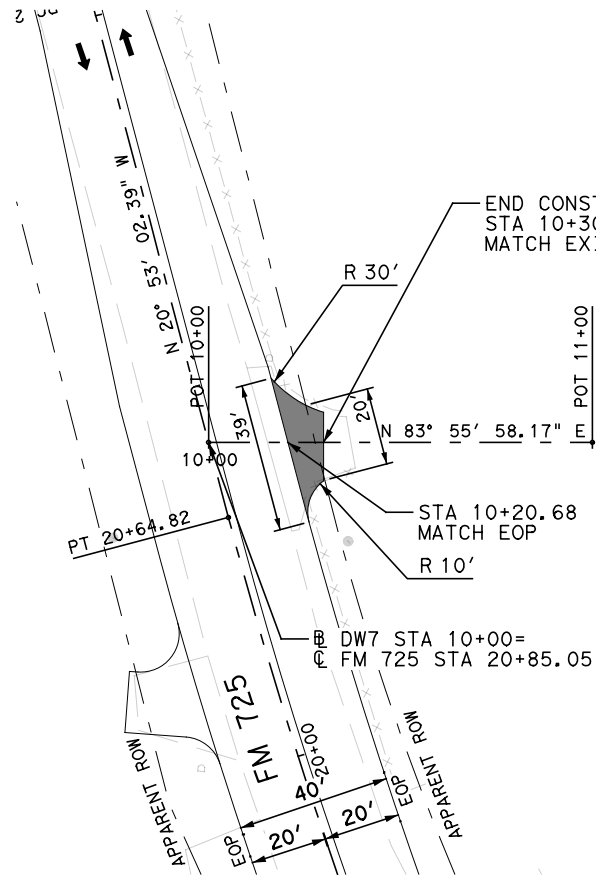 N 20° 53' 02.39" W
END CONST
STA 10+30
MATCH EX
R 30'
POT 10+00
POT 11+00
39'
20'
N 83° 55' 58.17" E
10+00
STA 10+20.68
MATCH EOP
PT 20+64.82
R 10'
B DW7 STA 10+00=
℄ FM 725 STA 20+85.05
FM 725
20+00
40'
20'
20'
EOP
EOP
APPARENT ROW
APPARENT ROW